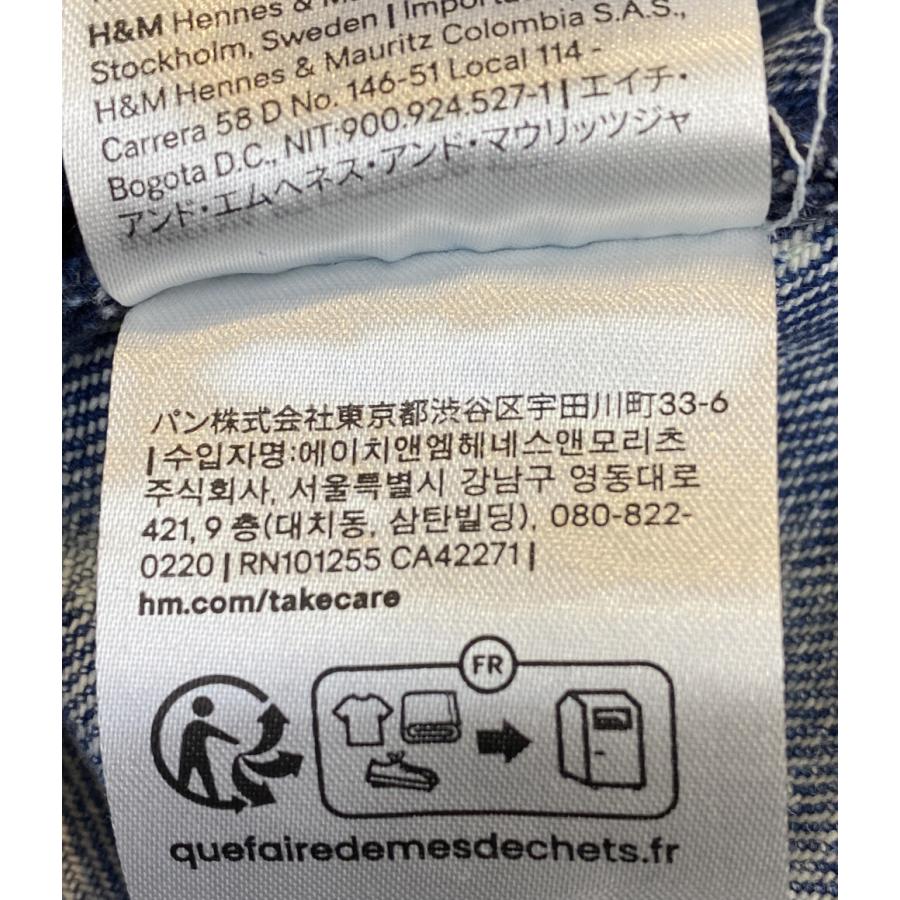 H&M Hennes &
Stockholm, Sweden |
H&M Hennes & Mauritz Colombia S.A.S.,
Carrera 58 D No. 146-51 Local 114 -
Bogota D.C., NIT:900.924.527-1 | エイチ・
アンド・エムヘネス・アンド・マウリッツジャ
パン株式会社東京都渋谷区宇田川町33-6
| 수입자명:에이치앤엠헤네스앤모리츠
주식회사, 서울특별시 강남구 영동대로
421, 9 층(대치동, 삼탄빌딩), 080-822-
0220 | RN101255 CA42271 |
hm.com/takecare
FR
quefairedemesdechets.fr